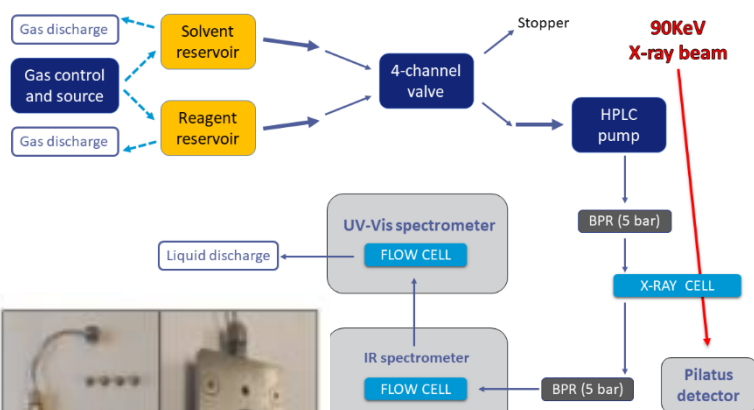 Gas discharge
Solvent
reservoir
Stopper
90KeV
X-ray beam
Gas control
and source
4-channel
valve
HPLC
pump
Gas discharge
Reagent
reservoir
BPR (5 bar)
UV-Vis spectrometer
FLOW CELL
Liquid discharge
X-RAY CELL
IR spectrometer
FLOW CELL
BPR (5 bar)
Pilatus
detector